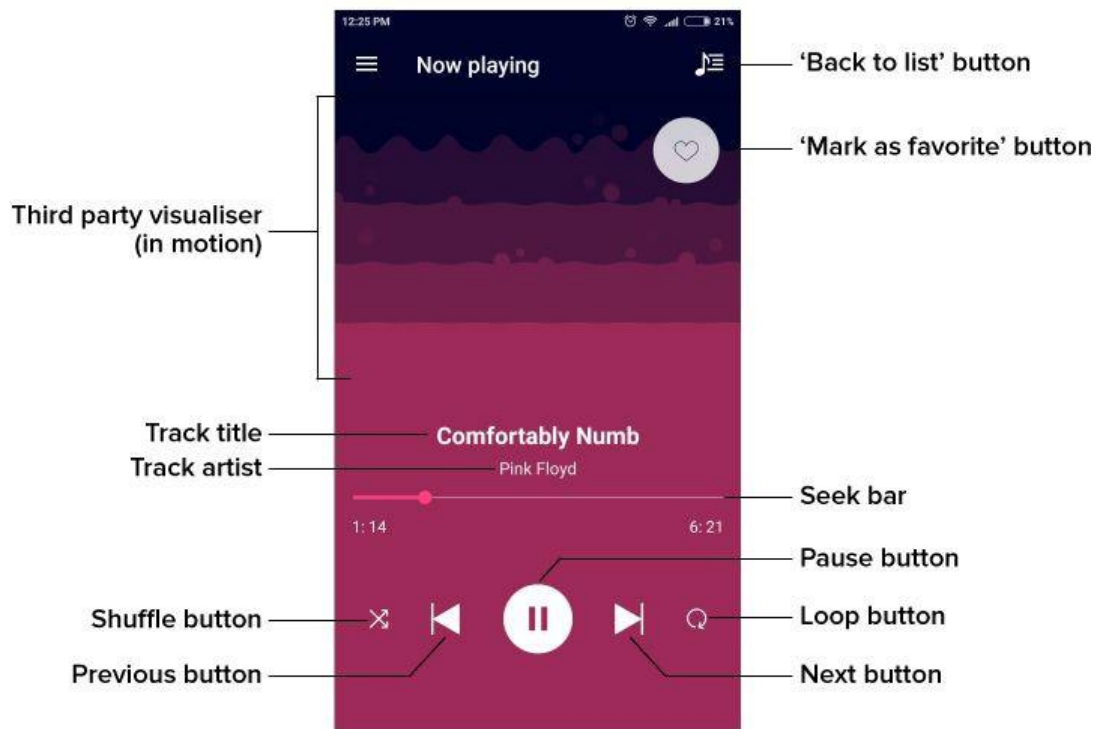 12:25 PM 21%
Now playing
‘Back to list’ button
‘Mark as favorite’ button
Third party visualiser
(in motion)
Track title
Comfortably Numb
Track artist
Pink Floyd
Seek bar
1: 14 6: 21
Pause button
Shuffle button
Loop button
Previous button
Next button